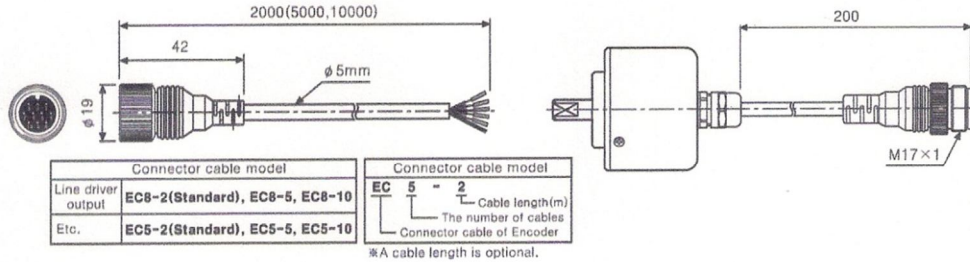 2000(5000,10000)
42
ø5mm
ø19
200
M17×1
Connector cable model
Line driver output
EC8-2(Standard), EC8-5, EC8-10
Etc.
EC5-2(Standard), EC5-5, EC5-10
Connector cable model
EC 5 - 2
Cable length(m)
The number of cables
Connector cable of Encoder
※A cable length is optional.